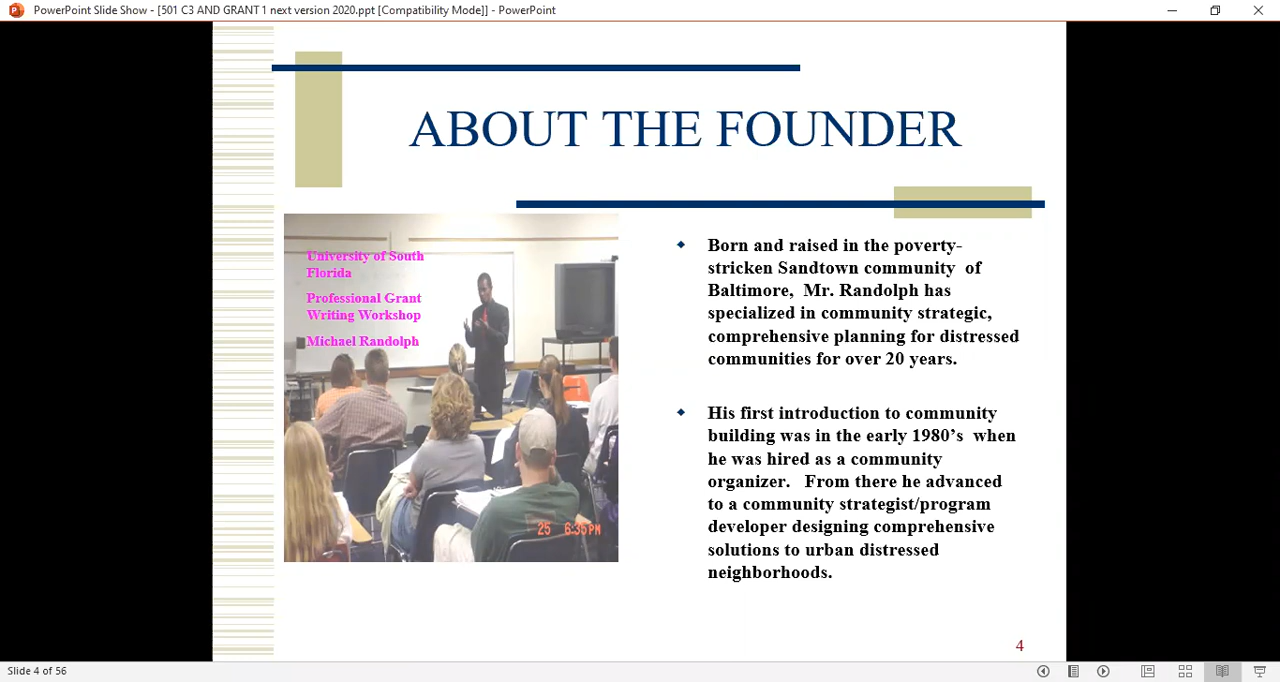 PowerPoint Slide Show - [501 C3 AND GRANT 1 next version 2020.ppt [Compatibility Mode]] - PowerPoint
ABOUT THE FOUNDER
University of South
Florida
Professional Grant
Writing Workshop
Michael Randolph
25 6:35PM
Born and raised in the poverty-
stricken Sandtown community of
Baltimore, Mr. Randolph has
specialized in community strategic,
comprehensive planning for distressed
communities for over 20 years.
His first introduction to community
building was in the early 1980’s when
he was hired as a community
organizer. From there he advanced
to a community strategist/program
developer designing comprehensive
solutions to urban distressed
neighborhoods.
4
Slide 4 of 56